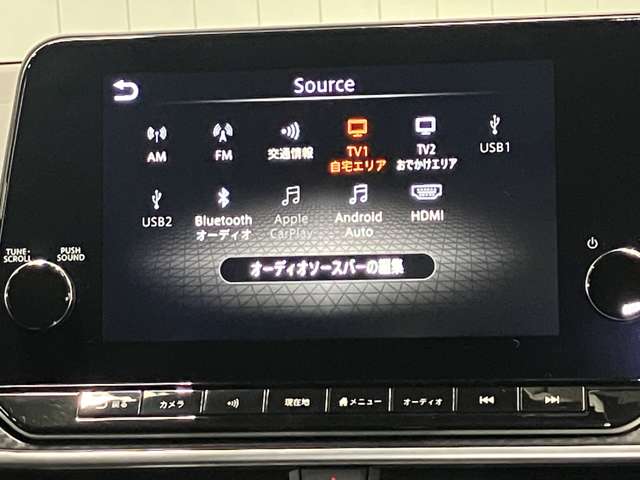 Source
AM
FM
交通情報
TV1
自宅エリア
TV2
おでかけエリア
USB1
USB2
Bluetooth
オーディオ
Apple
CarPlay
Android
Auto
HDMI
オーディオソースバーの編集
TUNE・
SCROLL
PUSH
SOUND
戻る
カメラ
現在地
メニュー
オーディオ